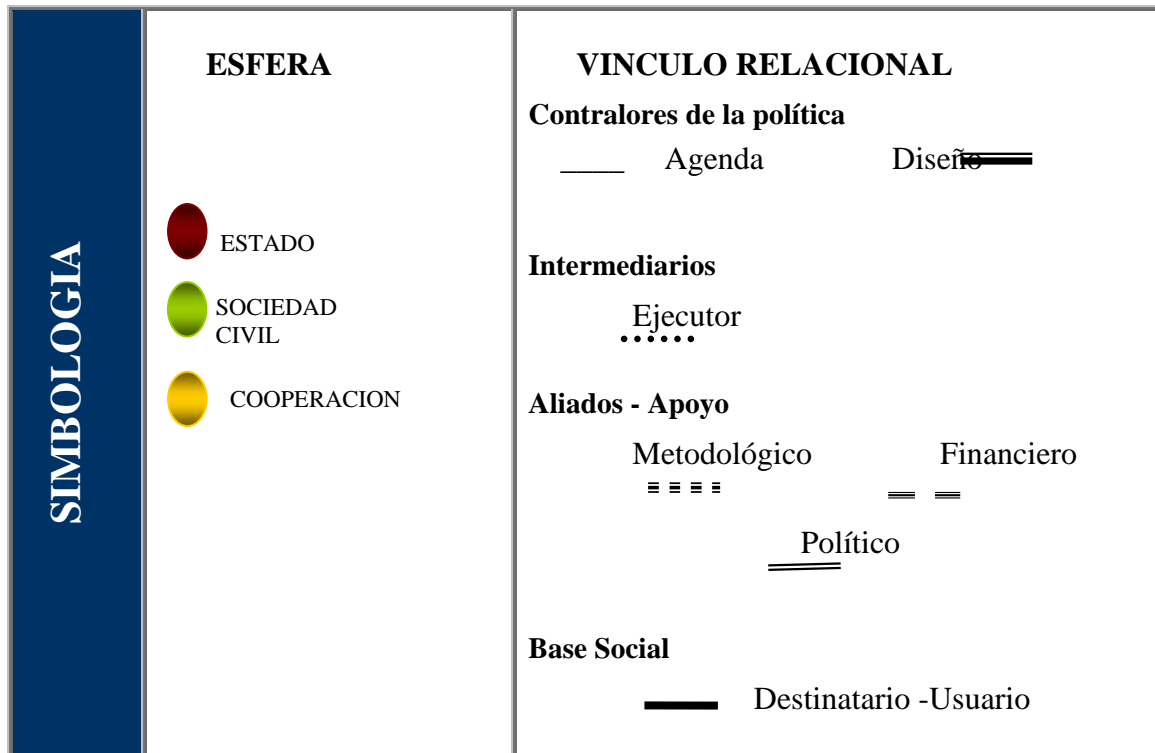 SIMBOLOGIA
ESFERA
ESTADO
SOCIEDAD
CIVIL
COOPERACION
VINCULO RELACIONAL
Contralores de la política
____ Agenda Diseño
Intermediarios
Ejecutor
Aliados - Apoyo
Metodológico Financiero
Político
Base Social
Destinatario -Usuario